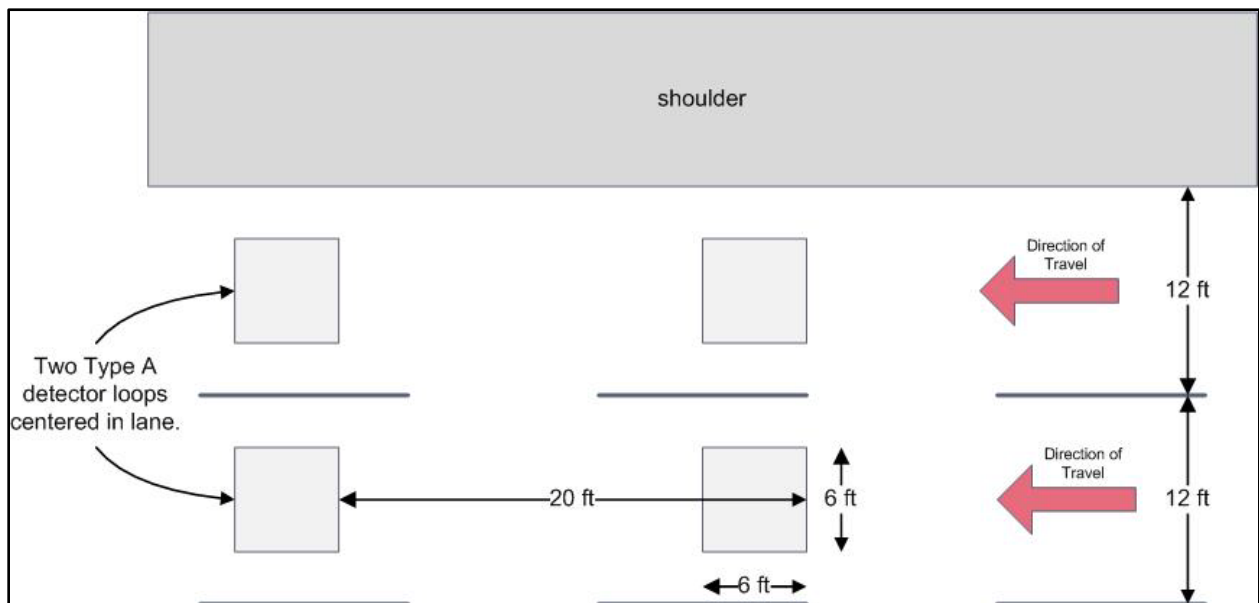 shoulder
Direction of
Travel
12 ft
Two Type A
detector loops
centered in lane.
Direction of
Travel
20 ft
6 ft
12 ft
6 ft